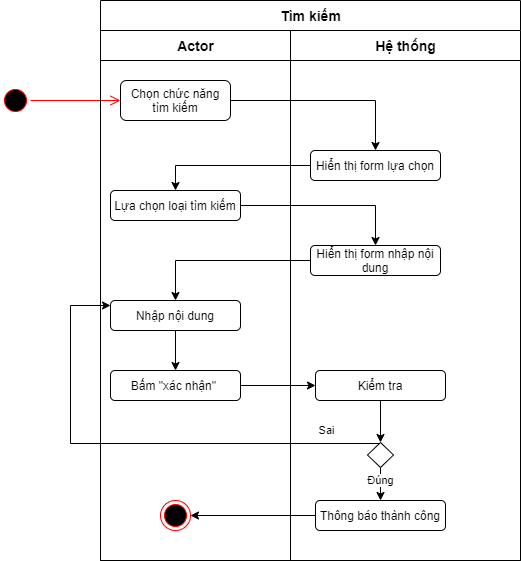 Tìm kiếm
Actor
Hệ thống
Chọn chức năng
tìm kiếm
Hiển thị form lựa chọn
Lựa chọn loại tìm kiếm
Hiển thị form nhập nội
dung
Nhập nội dung
Bấm "xác nhận"
Kiểm tra
Sai
Đúng
Thông báo thành công